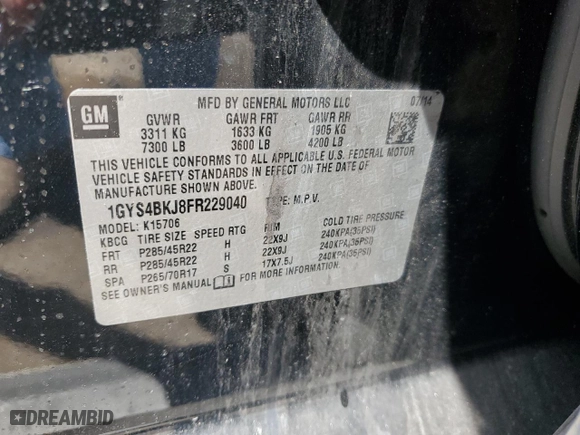 MFD BY GENERAL MOTORS LLC 07/14
GM
GVWR GAWR FRT GAWR RR
3311 KG 1633 KG 1905 KG
7300 LB 3600 LB 4200 LB
THIS VEHICLE CONFORMS TO ALL APPLICABLE U.S. FEDERAL MOTOR
VEHICLE SAFETY STANDARDS IN EFFECT ON THE DATE OF
MANUFACTURE SHOWN ABOVE.
1GYS4BKJ8FR229040 TYPE: M.P.V.
MODEL: K15706
KBCG TIRE SIZE SPEED RTG RIM COLD TIRE PRESSURE
FRT P285/45R22 H 22X9J 240KPA(35PSI)
RR P285/45R22 H 22X9J 240KPA(35PSI)
SPA P265/70R17 S 17X7.5J 240KPA(35PSI)
SEE OWNER'S MANUAL FOR MORE INFORMATION.
DREAMBID